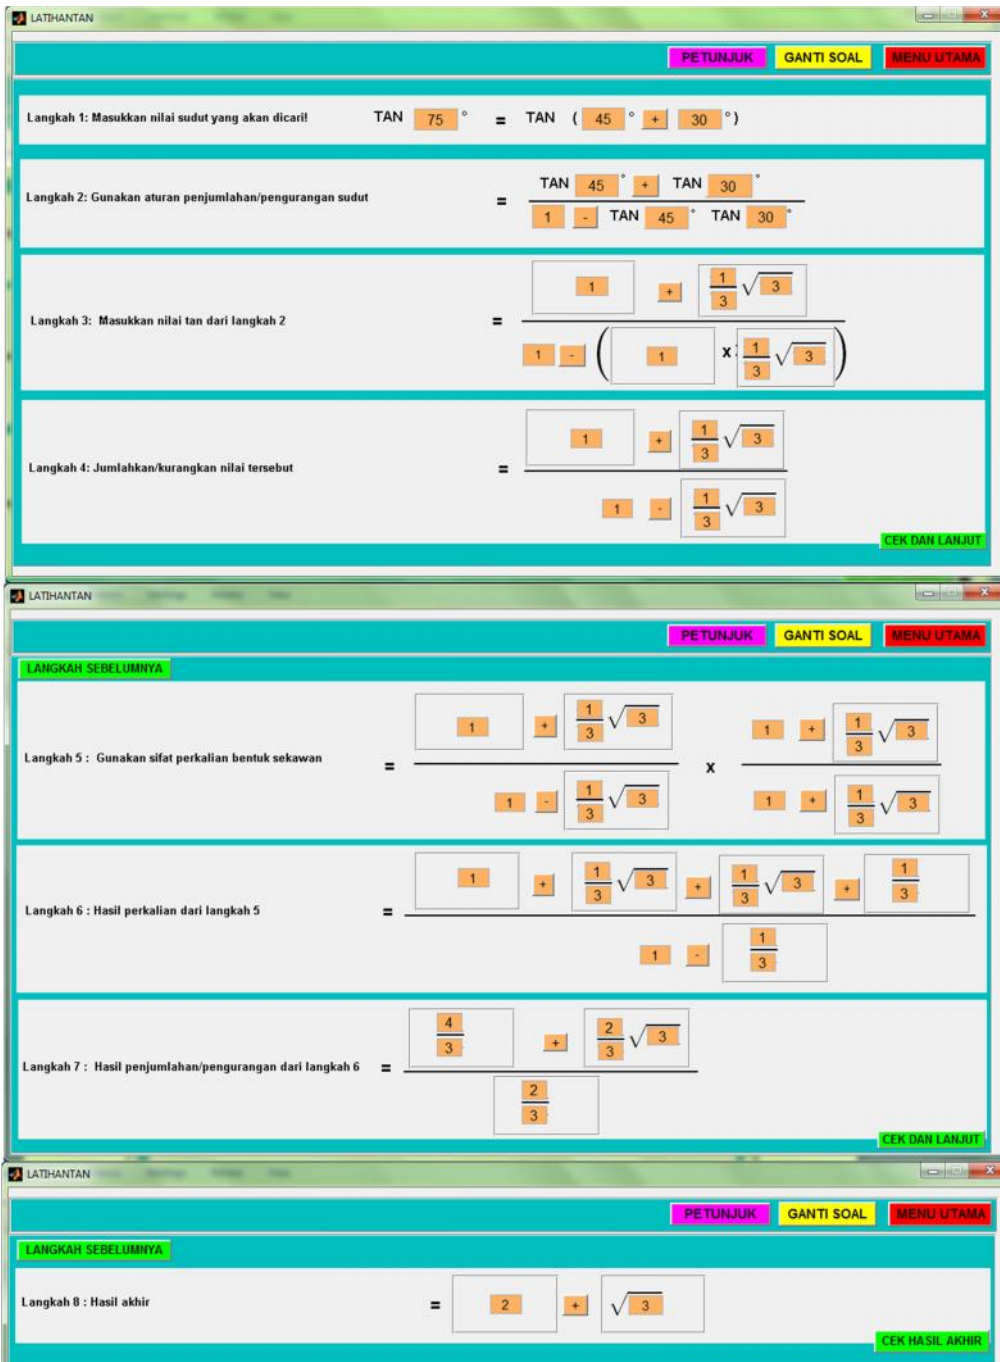 LATIHANTAN
PETUNJUK GANTI SOAL MENU UTAMA
Langkah 1: Masukkan nilai sudut yang akan dicari! TAN 75 ° = TAN ( 45 ° + 30 ° )
Langkah 2: Gunakan aturan penjumlahan/pengurangan sudut =
TAN 45 ° + TAN 30 °
1 - TAN 45 ° TAN 30 °
Langkah 3: Masukkan nilai tan dari langkah 2 =
1 + 1/3 √ 3
1 - ( 1 x 1/3 √ 3 )
Langkah 4: Jumlahkan/kurangkan nilai tersebut =
1 + 1/3 √ 3
1 - 1/3 √ 3
CEK DAN LANJUT
LATIHANTAN
PETUNJUK GANTI SOAL MENU UTAMA
LANGKAH SEBELUMNYA
Langkah 5 : Gunakan sifat perkalian bentuk sekawan =
1 + 1/3 √ 3 x 1 + 1/3 √ 3
1 - 1/3 √ 3 1 + 1/3 √ 3
Langkah 6 : Hasil perkalian dari langkah 5 =
1 + 1/3 √ 3 + 1/3 √ 3 + 1/3
1 - 1/3
Langkah 7 : Hasil penjumlahan/pengurangan dari langkah 6 =
4/3 + 2/3 √ 3
2/3
CEK DAN LANJUT
LATIHANTAN
PETUNJUK GANTI SOAL MENU UTAMA
LANGKAH SEBELUMNYA
Langkah 8 : Hasil akhir = 2 + √ 3
CEK HASIL AKHIR